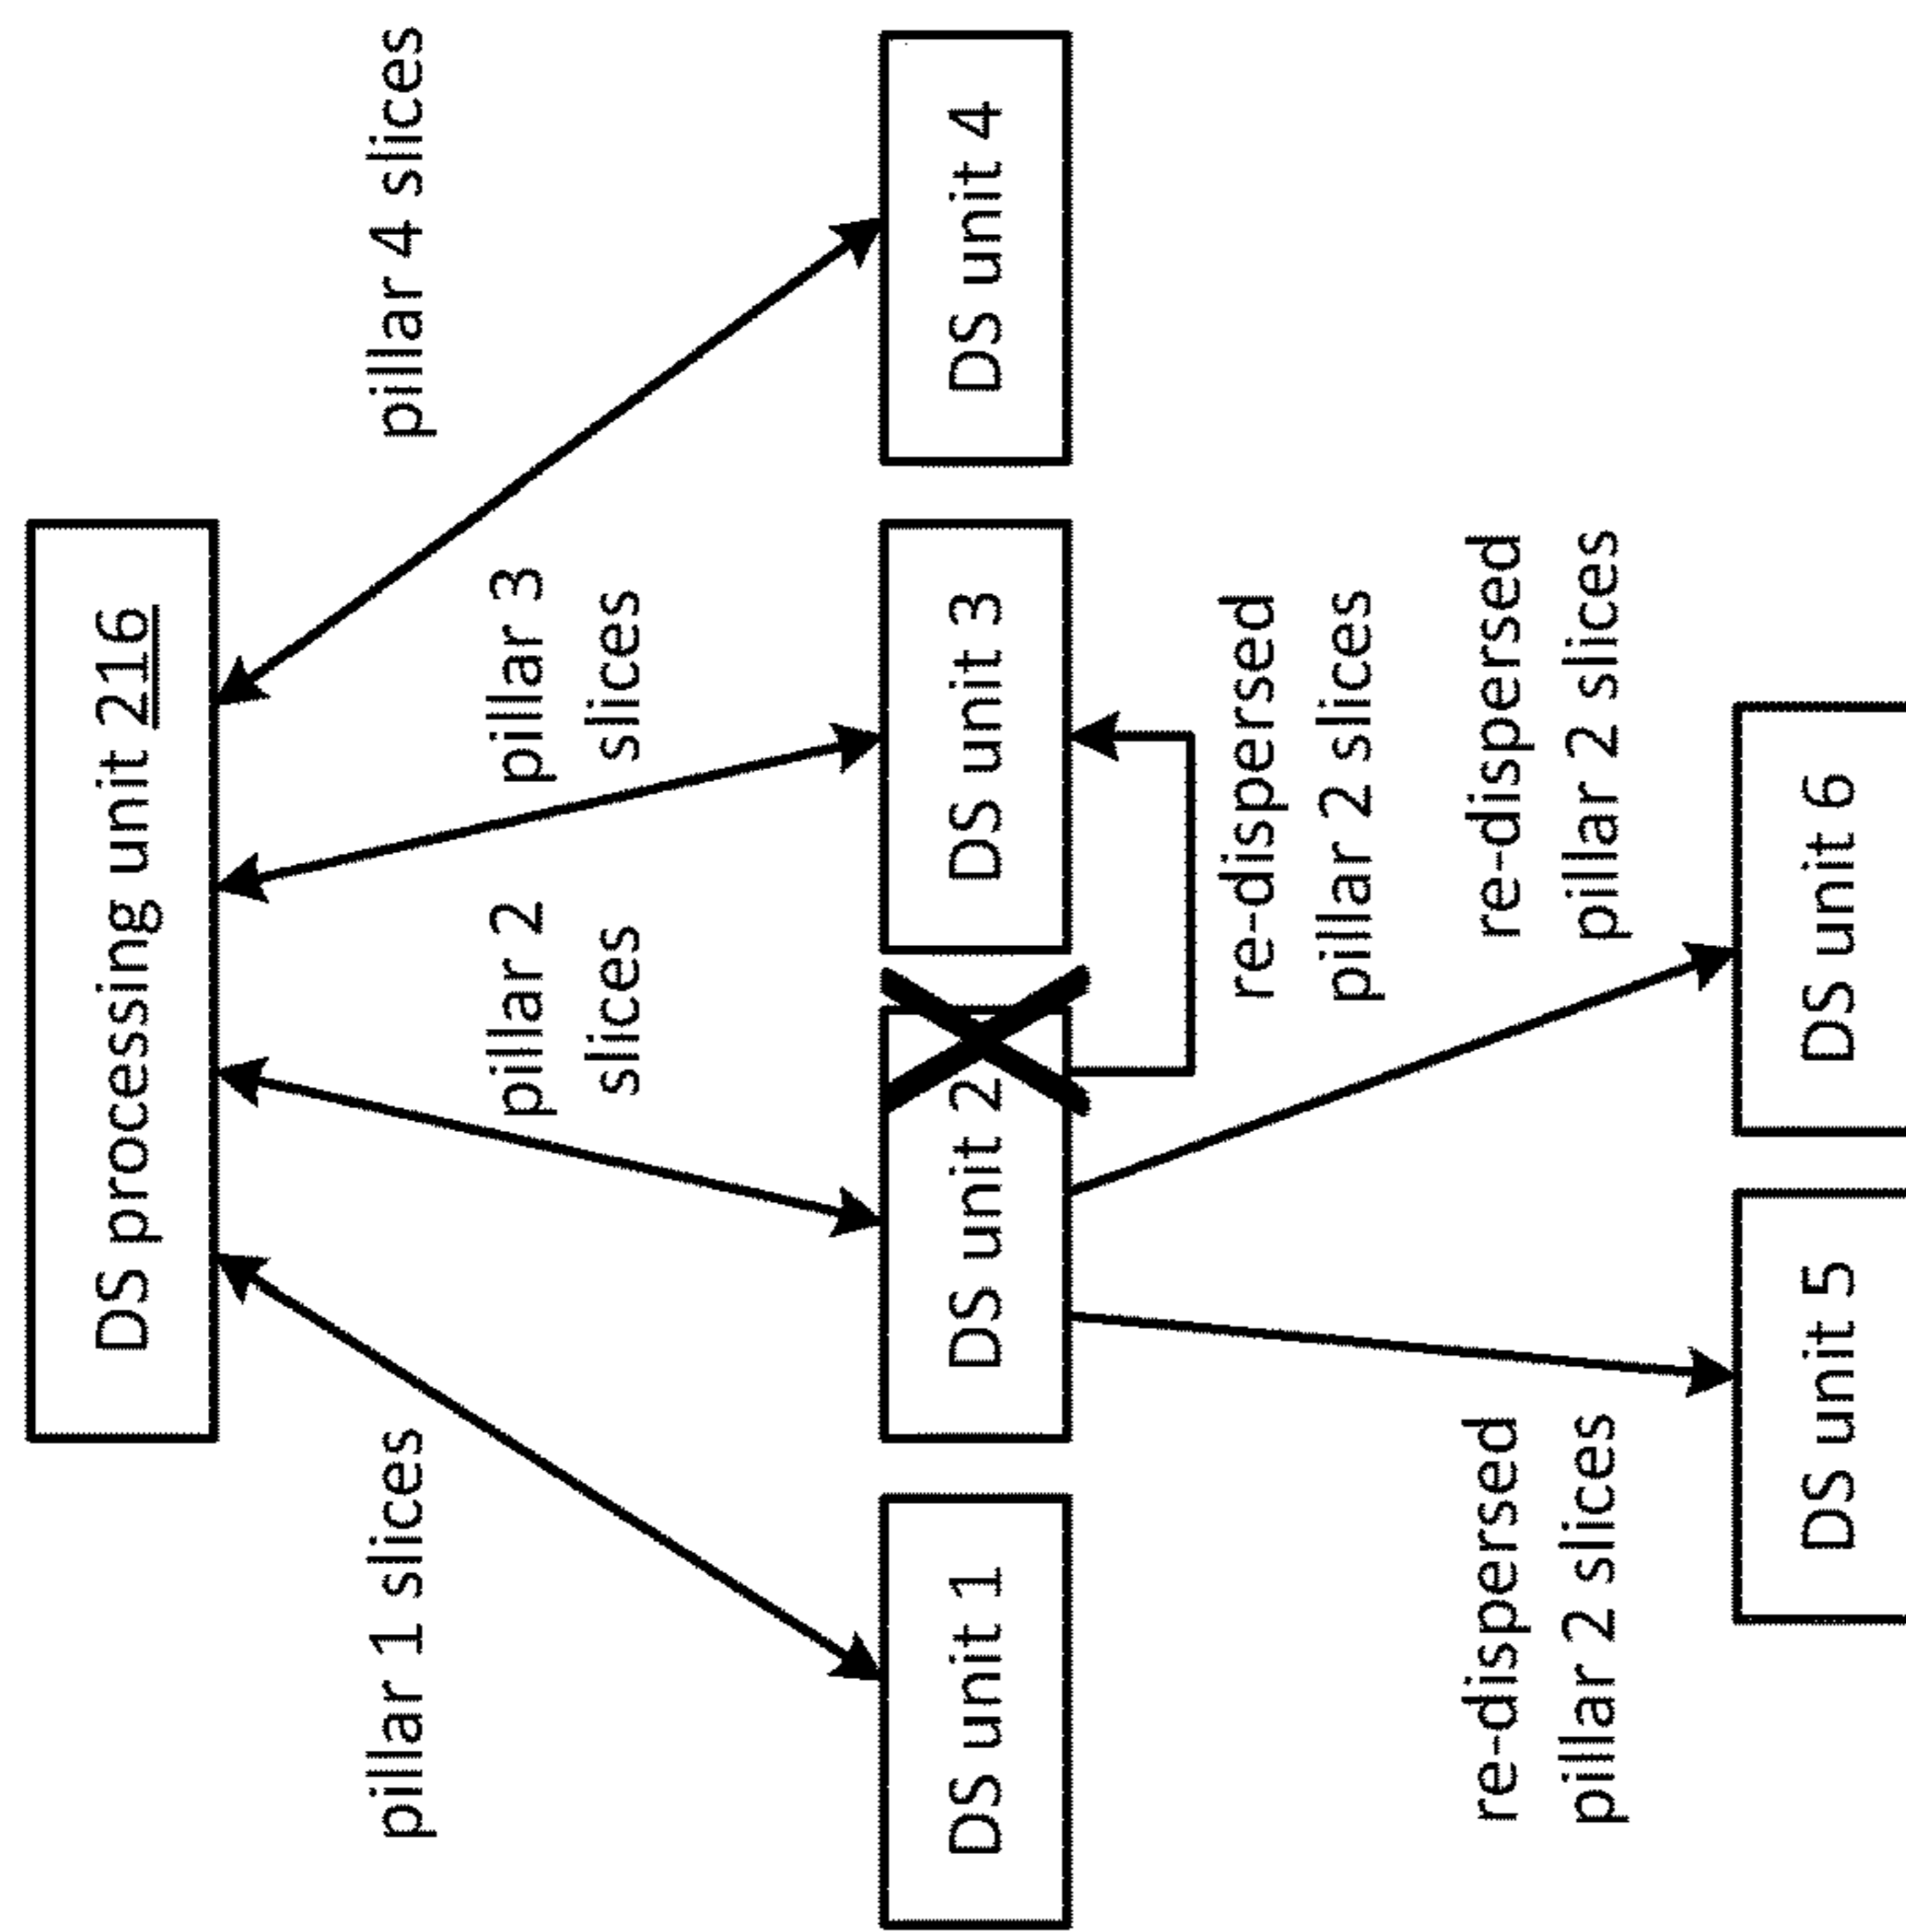 DS processing unit 216
pillar 1 slices
pillar 2
slices
pillar 3
slices
pillar 4 slices
DS unit 1
DS unit 2
DS unit 3
DS unit 4
re-dispersed
pillar 2 slices
re-dispersed
pillar 2 slices
re-dispersed
pillar 2 slices
DS unit 5
DS unit 6